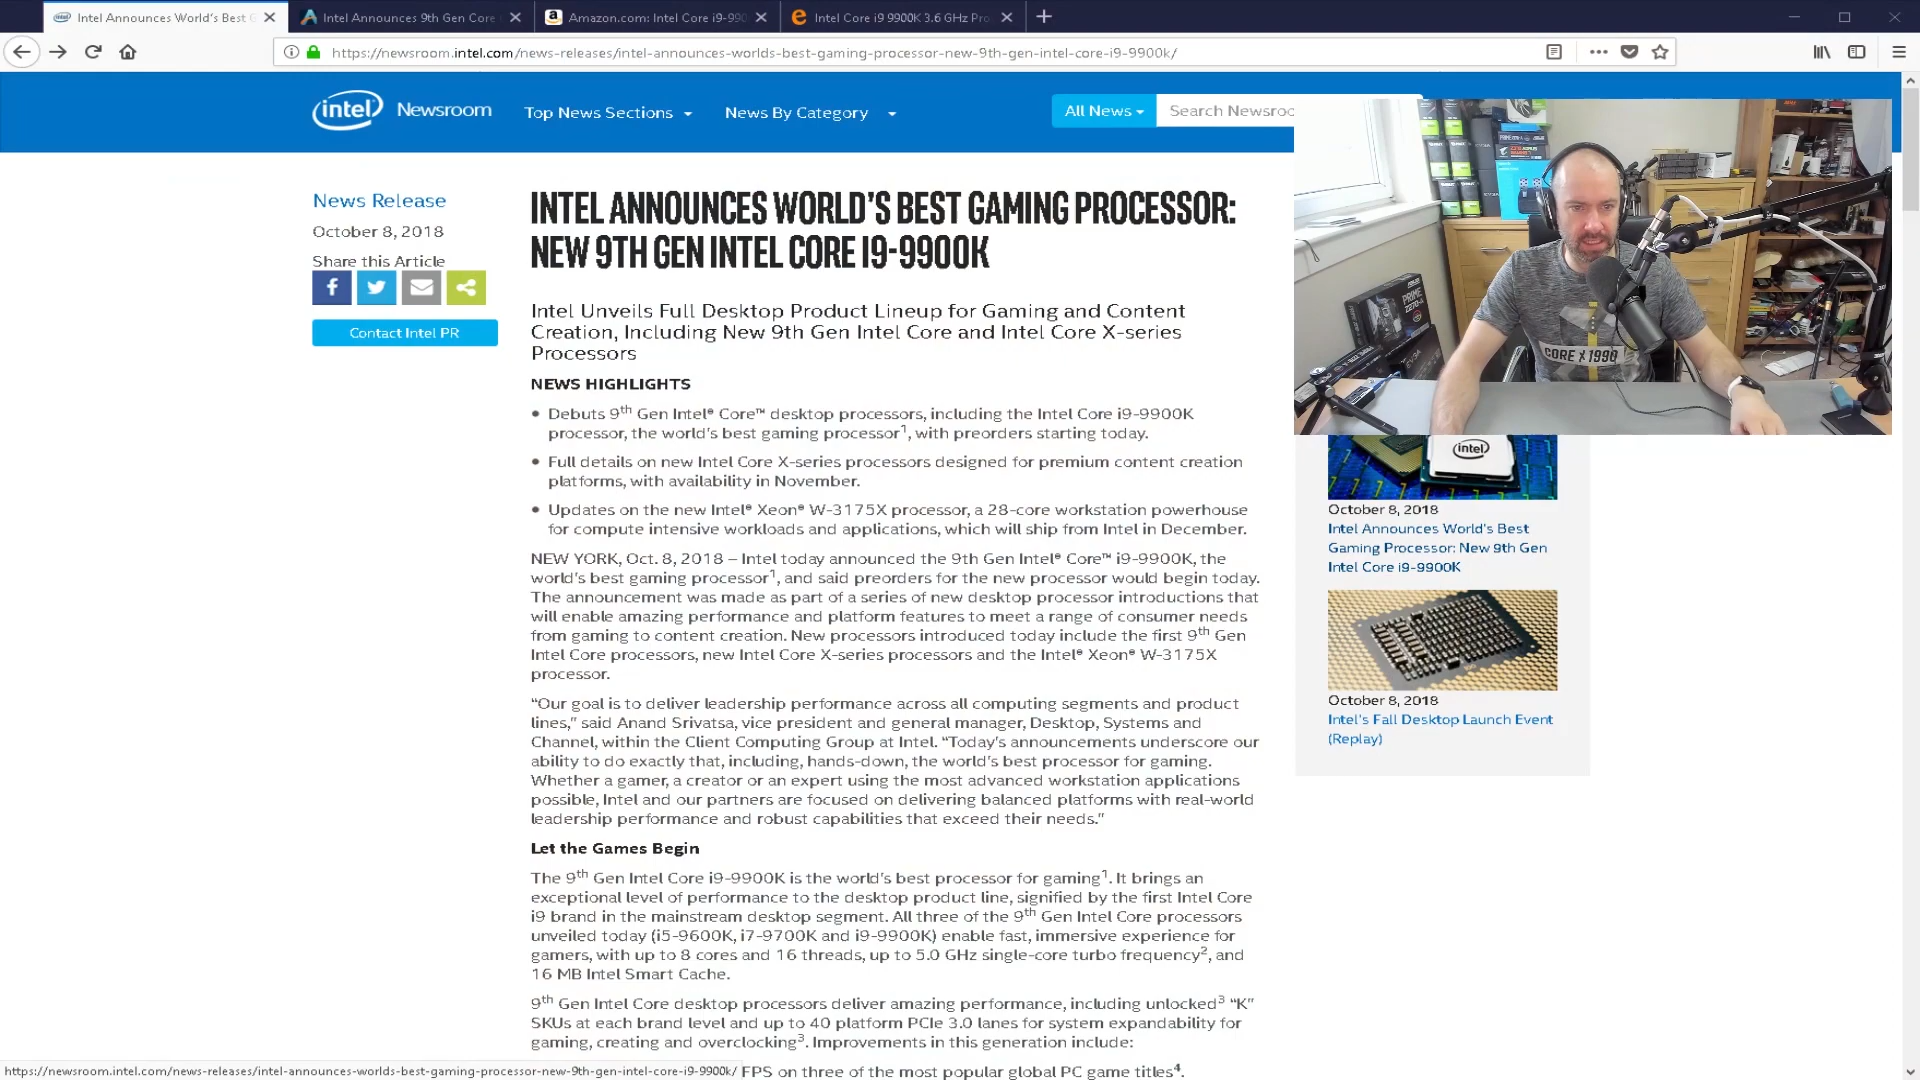 Intel Announces World's Best G
Intel Announces 9th Gen Core
Amazon.com: Intel Core i9-990
Intel Core i9 9900K 3.6 GHz Pro
https://newsroom.intel.com/news-releases/intel-announces-worlds-best-gaming-processor-new-9th-gen-intel-core-i9-9900k/
intel Newsroom
Top News Sections
News By Category
All News
Search Newsroo
News Release
October 8, 2018
Share this Article
Contact Intel PR
INTEL ANNOUNCES WORLD'S BEST GAMING PROCESSOR:
NEW 9TH GEN INTEL CORE I9-9900K
Intel Unveils Full Desktop Product Lineup for Gaming and Content
Creation, Including New 9th Gen Intel Core and Intel Core X-series
Processors
NEWS HIGHLIGHTS
• Debuts 9th Gen Intel® Core™ desktop processors, including the Intel Core i9-9900K
processor, the world's best gaming processor1, with preorders starting today.
• Full details on new Intel Core X-series processors designed for premium content creation
platforms, with availability in November.
• Updates on the new Intel® Xeon® W-3175X processor, a 28-core workstation powerhouse
for compute intensive workloads and applications, which will ship from Intel in December.
NEW YORK, Oct. 8, 2018 – Intel today announced the 9th Gen Intel® Core™ i9-9900K, the
world's best gaming processor1, and said preorders for the new processor would begin today.
The announcement was made as part of a series of new desktop processor introductions that
will enable amazing performance and platform features to meet a range of consumer needs
from gaming to content creation. New processors introduced today include the first 9th Gen
Intel Core processors, new Intel Core X-series processors and the Intel® Xeon® W-3175X
processor.
“Our goal is to deliver leadership performance across all computing segments and product
lines,” said Anand Srivatsa, vice president and general manager, Desktop, Systems and
Channel, within the Client Computing Group at Intel. “Today's announcements underscore our
ability to do exactly that, including, hands-down, the world's best processor for gaming.
Whether a gamer, a creator or an expert using the most advanced workstation applications
possible, Intel and our partners are focused on delivering balanced platforms with real-world
leadership performance and robust capabilities that exceed their needs.”
Let the Games Begin
The 9th Gen Intel Core i9-9900K is the world's best processor for gaming1. It brings an
exceptional level of performance to the desktop product line, signified by the first Intel Core
i9 brand in the mainstream desktop segment. All three of the 9th Gen Intel Core processors
unveiled today (i5-9600K, i7-9700K and i9-9900K) enable fast, immersive experience for
gamers, with up to 8 cores and 16 threads, up to 5.0 GHz single-core turbo frequency2, and
16 MB Intel Smart Cache.
9th Gen Intel Core desktop processors deliver amazing performance, including unlocked3 “K”
SKUs at each brand level and up to 40 platform PCIe 3.0 lanes for system expandability for
gaming, creating and overclocking3. Improvements in this generation include:
FPS on three of the most popular global PC game titles4.
https://newsroom.intel.com/news-releases/intel-announces-worlds-best-gaming-processor-new-9th-gen-intel-core-i9-9900k/
PRIME
Z270-A
CORE X 1990
intel
October 8, 2018
Intel Announces World's Best
Gaming Processor: New 9th Gen
Intel Core i9-9900K
October 8, 2018
Intel's Fall Desktop Launch Event
(Replay)